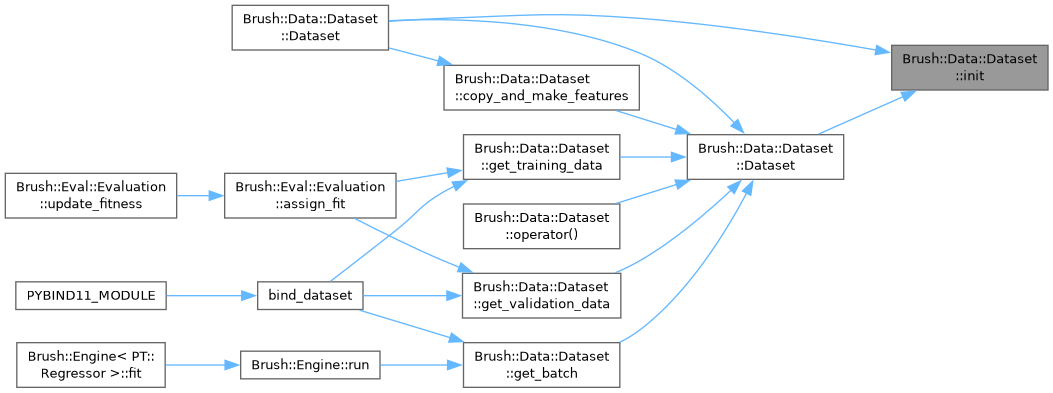 Brush::Data::Dataset
::Dataset
Brush::Data::Dataset
::init
Brush::Data::Dataset
::copy_and_make_features
Brush::Data::Dataset
::get_training_data
Brush::Data::Dataset
::Dataset
Brush::Eval::Evaluation
::update_fitness
Brush::Eval::Evaluation
::assign_fit
Brush::Data::Dataset
::operator()
Brush::Data::Dataset
::get_validation_data
PYBIND11_MODULE
bind_dataset
Brush::Engine< PT::
Regressor >::fit
Brush::Engine::run
Brush::Data::Dataset
::get_batch